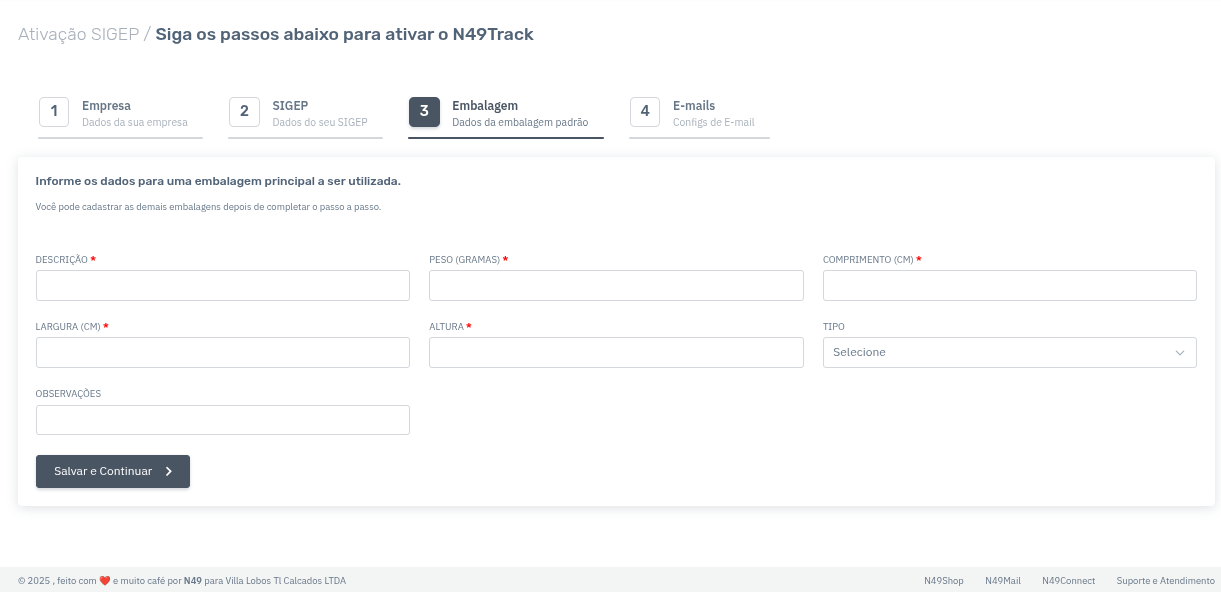 Ativação SIGEP / Siga os passos abaixo para ativar o N49Track
1 Empresa
Dados da sua empresa
2 SIGEP
Dados do seu SIGEP
3 Embalagem
Dados da embalagem padrão
4 E-mails
Configs de E-mail
Informe os dados para uma embalagem principal a ser utilizada.
Você pode cadastrar as demais embalagens depois de completar o passo a passo.
DESCRIÇÃO * PESO (GRAMAS) * COMPRIMENTO (CM) *
LARGURA (CM) * ALTURA * TIPO
Selecione
OBSERVAÇÕES
Salvar e Continuar
© 2025 , feito com ❤️ e muito café por N49 para Villa Lobos Tl Calcados LTDA N49Shop N49Mail N49Connect Suporte e Atendimento